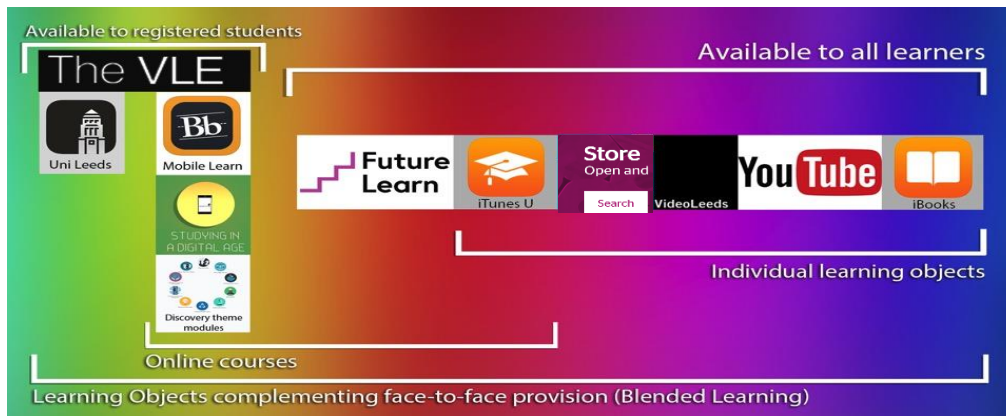 Available to registered students
The VLE
Available to all learners
Uni Leeds
Bb
Mobile Learn
STUDYING IN
A DIGITAL AGE
Discovery theme
modules
Future
Learn
iTunes U
Store
Open and
Search
VideoLeeds
YouTube
iBooks
Individual learning objects
Online courses
Learning Objects complementing face-to-face provision (Blended Learning)